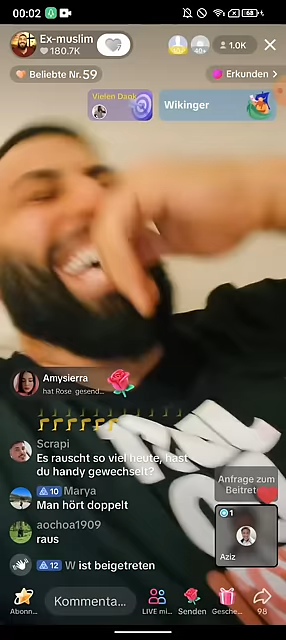 00:02
Ex-muslim
180.7K
1.0K
Beliebte Nr.59
Erkunden
Vielen Dank
Wikinger
Amysierra
hat Rose gesend...
Scrapi
Es rauscht so viel heute, hast
du handy gewechselt?
Anfrage zum
10 Marya
Man hört doppelt
1
aochoa1909
raus
Aziz
12 W ist beigetreten
Abonn...
Kommenta...
LIVE mi...
Senden
Gesche...
98